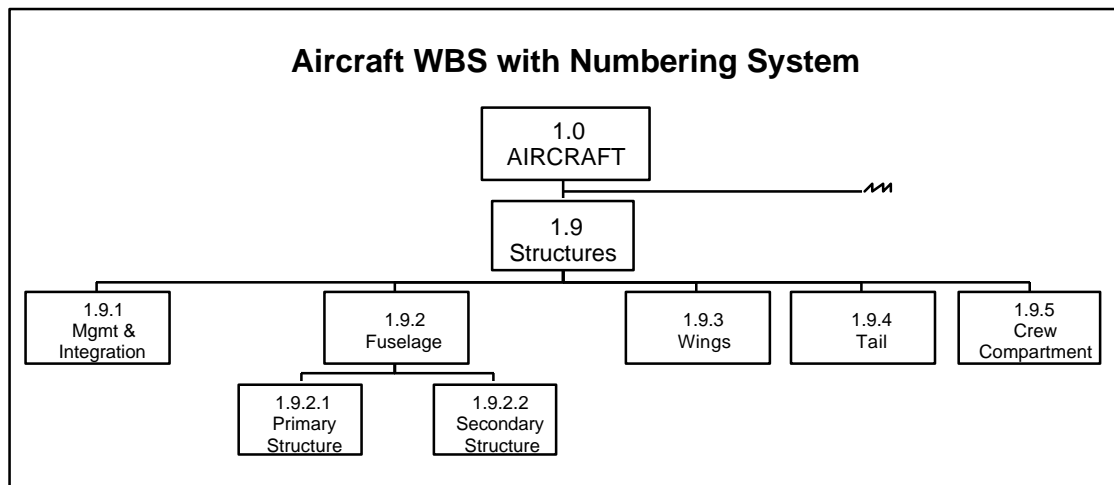 Aircraft WBS with Numbering System
1.0
AIRCRAFT
1.9
Structures
1.9.1
Mgmt &
Integration
1.9.2
Fuselage
1.9.3
Wings
1.9.4
Tail
1.9.5
Crew
Compartment
1.9.2.1
Primary
Structure
1.9.2.2
Secondary
Structure